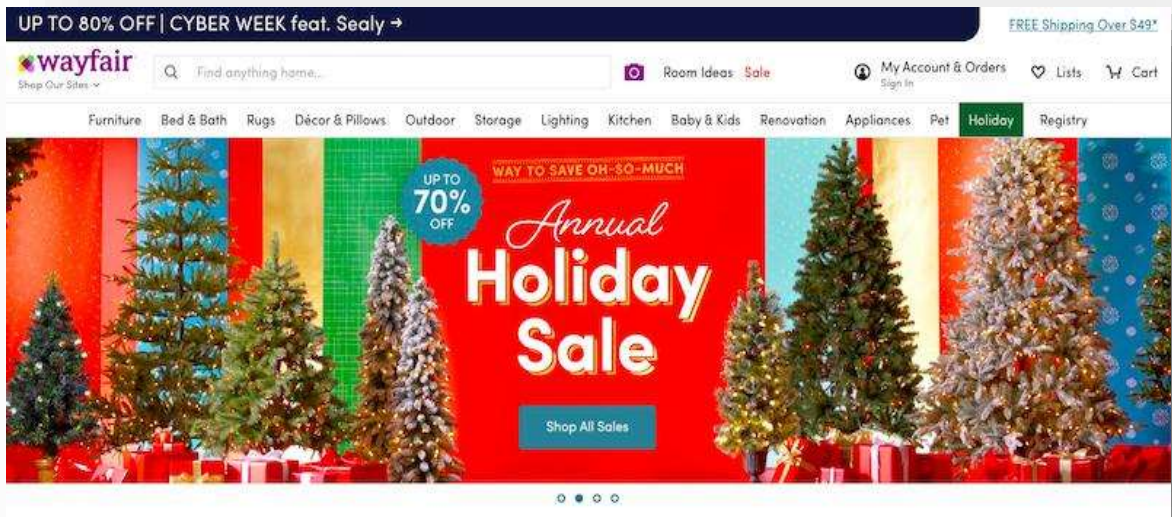 UP TO 80% OFF | CYBER WEEK feat. Sealy →
FREE Shipping Over $49*
wayfair
Shop Our Sites
Find anything home...
Room Ideas
Sale
My Account & Orders
Sign In
Lists
Cart
Furniture Bed & Bath Rugs Décor & Pillows Outdoor Storage Lighting Kitchen Baby & Kids Renovation Appliances Pet Holiday Registry
UP TO
70%
OFF
WAY TO SAVE OH-SO-MUCH
Annual
Holiday
Sale
Shop All Sales